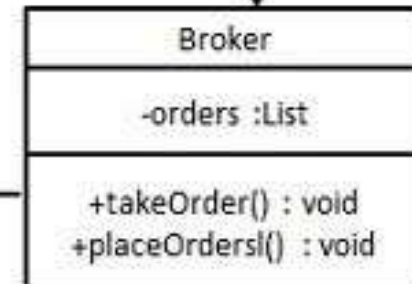 Broker
-orders :List
+takeOrder() : void
+placeOrdersl() : void